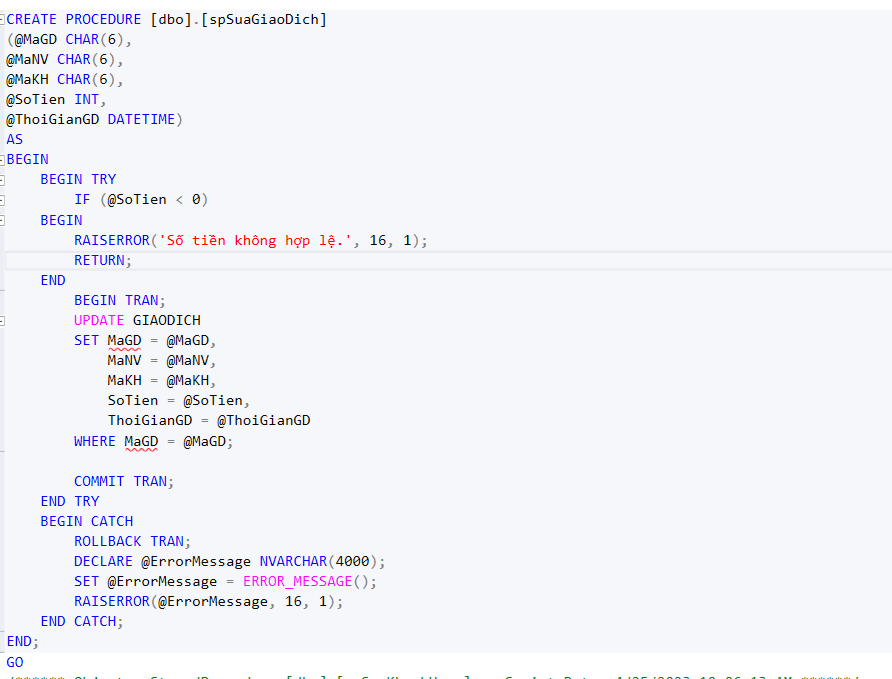 CREATE PROCEDURE [dbo].[spSuaGiaoDich]
(@MaGD CHAR(6),
@MaNV CHAR(6),
@MaKH CHAR(6),
@SoTien INT,
@ThoiGianGD DATETIME)
AS
BEGIN
BEGIN TRY
IF (@SoTien < 0)
BEGIN
RAISERROR('Số tiền không hợp lệ.', 16, 1);
RETURN;
END
BEGIN TRAN;
UPDATE GIAODICH
SET MaGD = @MaGD,
MaNV = @MaNV,
MaKH = @MaKH,
SoTien = @SoTien,
ThoiGianGD = @ThoiGianGD
WHERE MaGD = @MaGD;
COMMIT TRAN;
END TRY
BEGIN CATCH
ROLLBACK TRAN;
DECLARE @ErrorMessage NVARCHAR(4000);
SET @ErrorMessage = ERROR_MESSAGE();
RAISERROR(@ErrorMessage, 16, 1);
END CATCH;
END;
GO